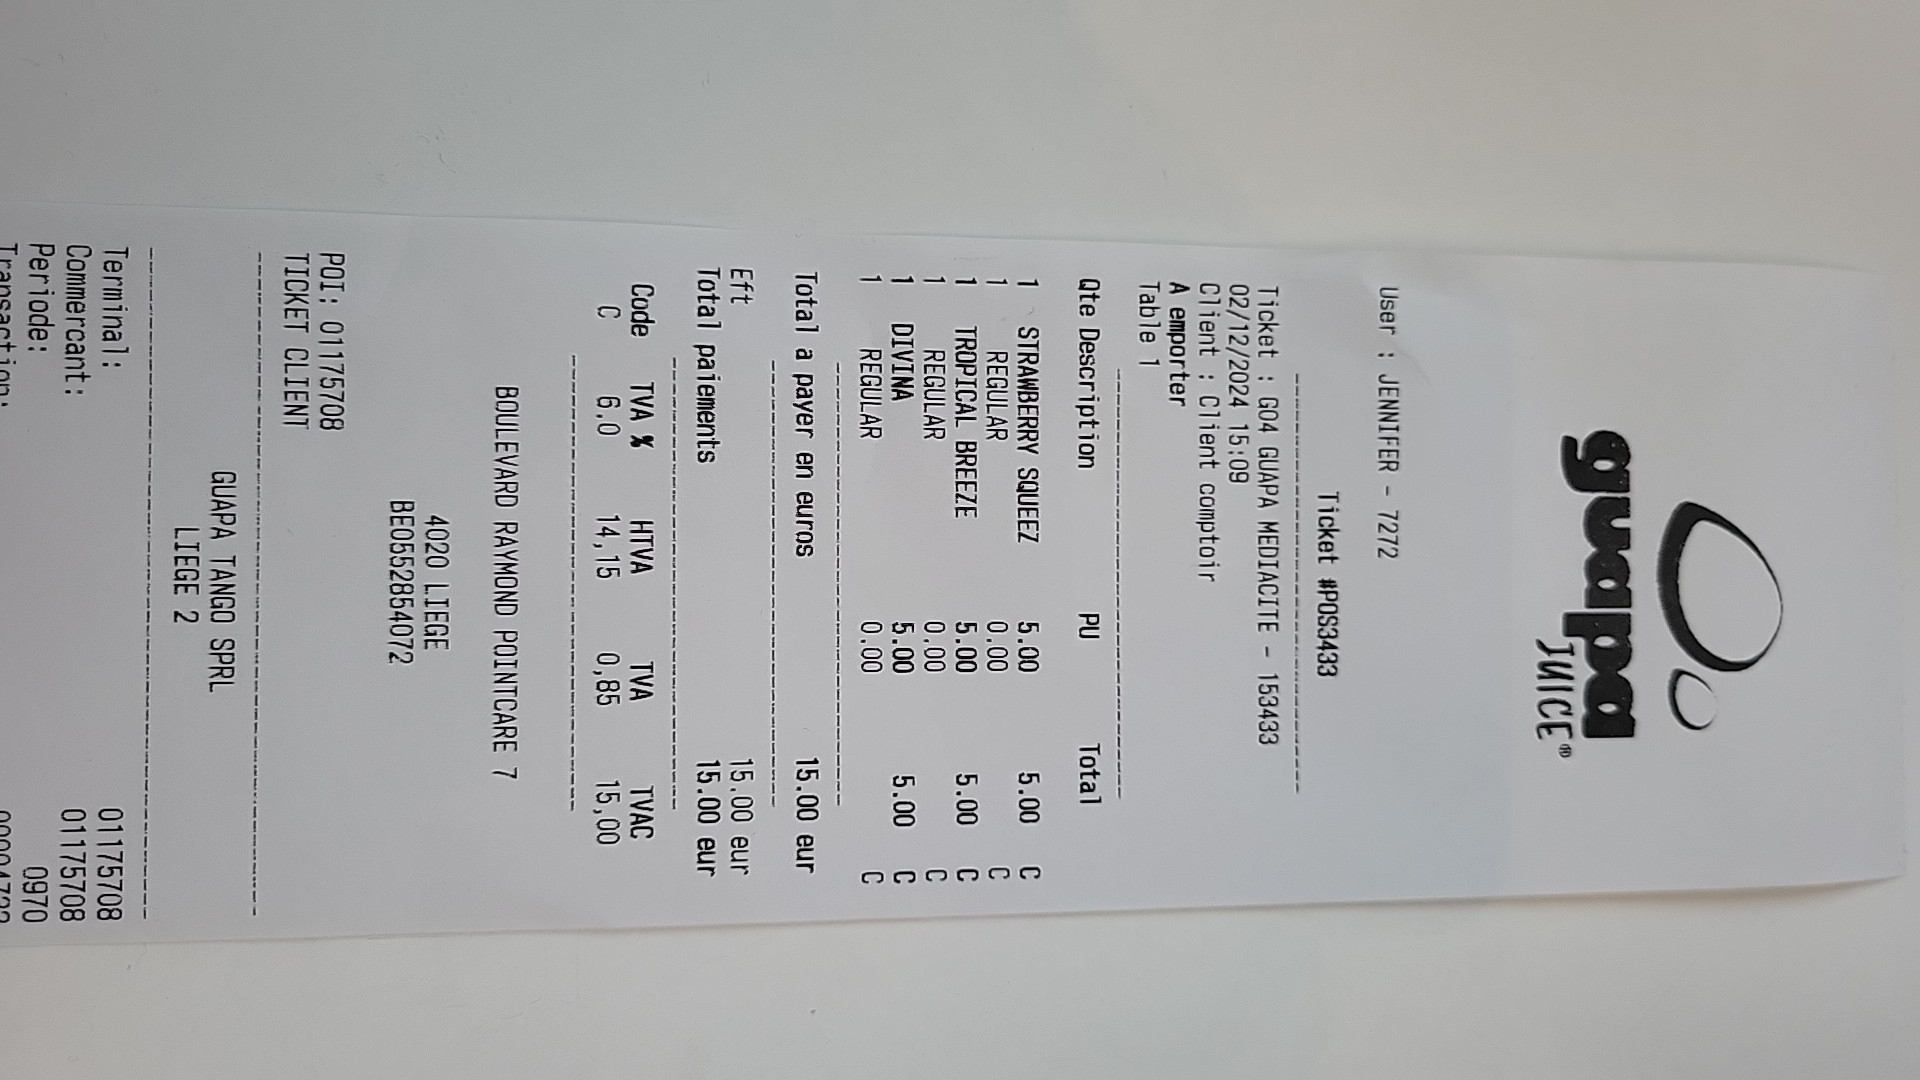 guapa
JUICE®
User : JENNIFER - 7272
Ticket #POS3433
Ticket : G04 GUAPA MEDIACITE - 153433
02/12/2024 15:09
Client : Client comptoir
A emporter
Table 1
Qte Description PU Total
1 STRAWBERRY SQUEEZ 5.00 5.00 C
1 REGULAR 0.00 C
1 TROPICAL BREEZE 5.00 5.00 C
1 REGULAR 0.00 C
1 DIVINA 5.00 5.00 C
1 REGULAR 0.00 C
Total a payer en euros 15.00 eur
Eft 15.00 eur
Total paiements 15.00 eur
Code TVA % HTVA TVA TVAC
C 6.0 14,15 0,85 15,00
BOULEVARD RAYMOND POINTCARE 7
4020 LIEGE
BE0552854072
POI: 01175708
TICKET CLIENT
GUAPA TANGO SPRL
LIEGE 2
Terminal: 01175708
Commercant: 01175708
Periode: 0970
Transaction: